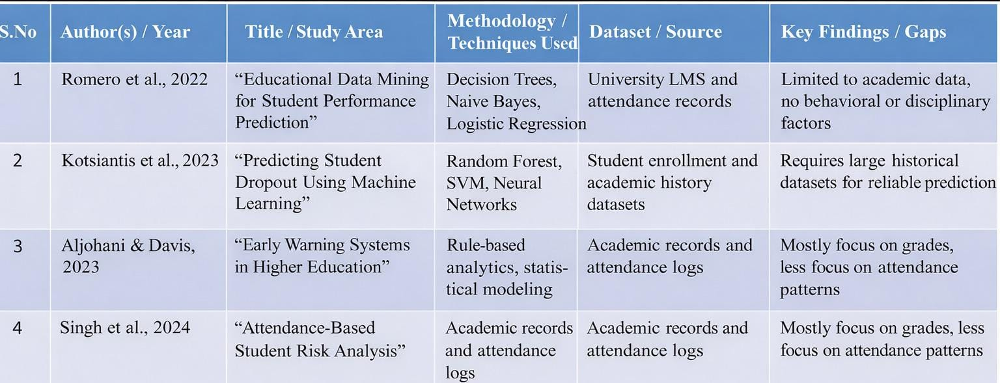 S.No
Author(s) / Year
Title / Study Area
Methodology /
Techniques Used
Dataset / Source
Key Findings / Gaps
1
Romero et al., 2022
“Educational Data Mining
for Student Performance
Prediction”
Decision Trees,
Naive Bayes,
Logistic Regression
University LMS and
attendance records
Limited to academic data,
no behavioral or disciplinary
factors
2
Kotsiantis et al., 2023
“Predicting Student
Dropout Using Machine
Learning”
Random Forest,
SVM, Neural
Networks
Student enrollment and
academic history
datasets
Requires large historical
datasets for reliable prediction
3
Aljohani & Davis,
2023
“Early Warning Systems
in Higher Education”
Rule-based
analytics, statis-
tical modeling
Academic records and
attendance logs
Mostly focus on grades,
less focus on attendance
patterns
4
Singh et al., 2024
“Attendance-Based
Student Risk Analysis”
Academic records
and attendance
logs
Academic records and
attendance logs
Mostly focus on grades, less
focus on attendance patterns